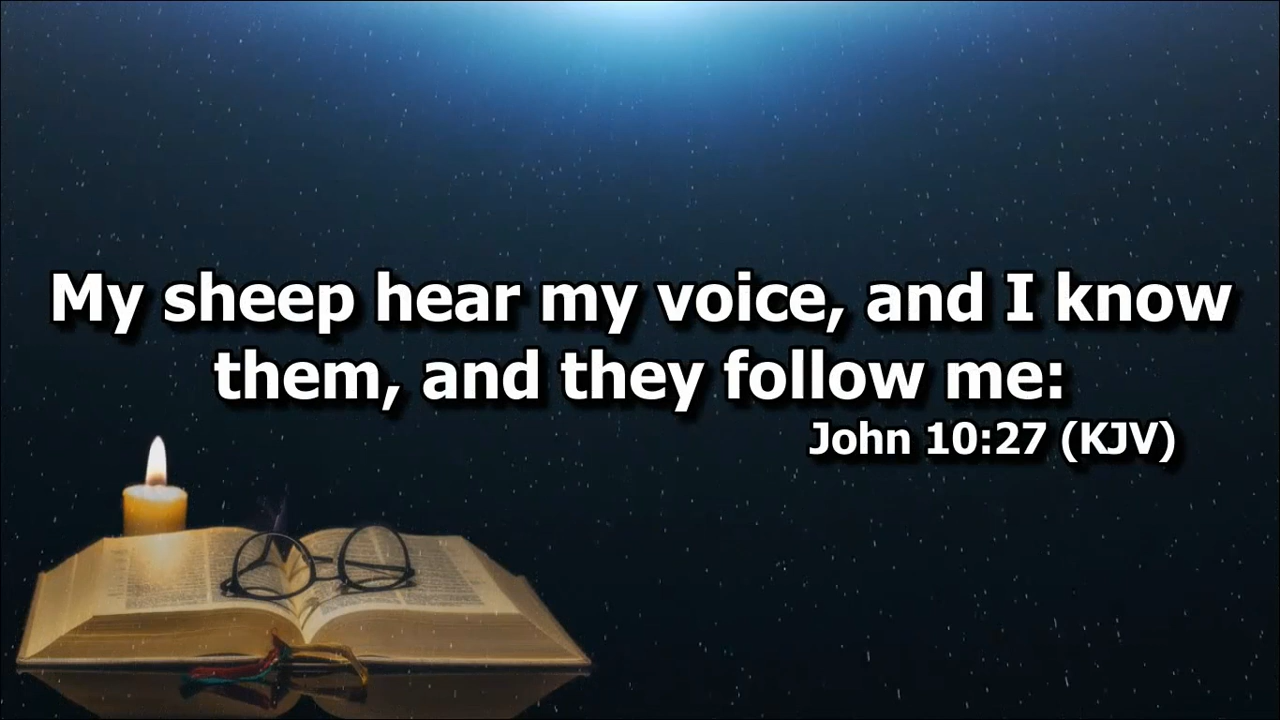 My sheep hear my voice, and I know
them, and they follow me:
John 10:27 (KJV)